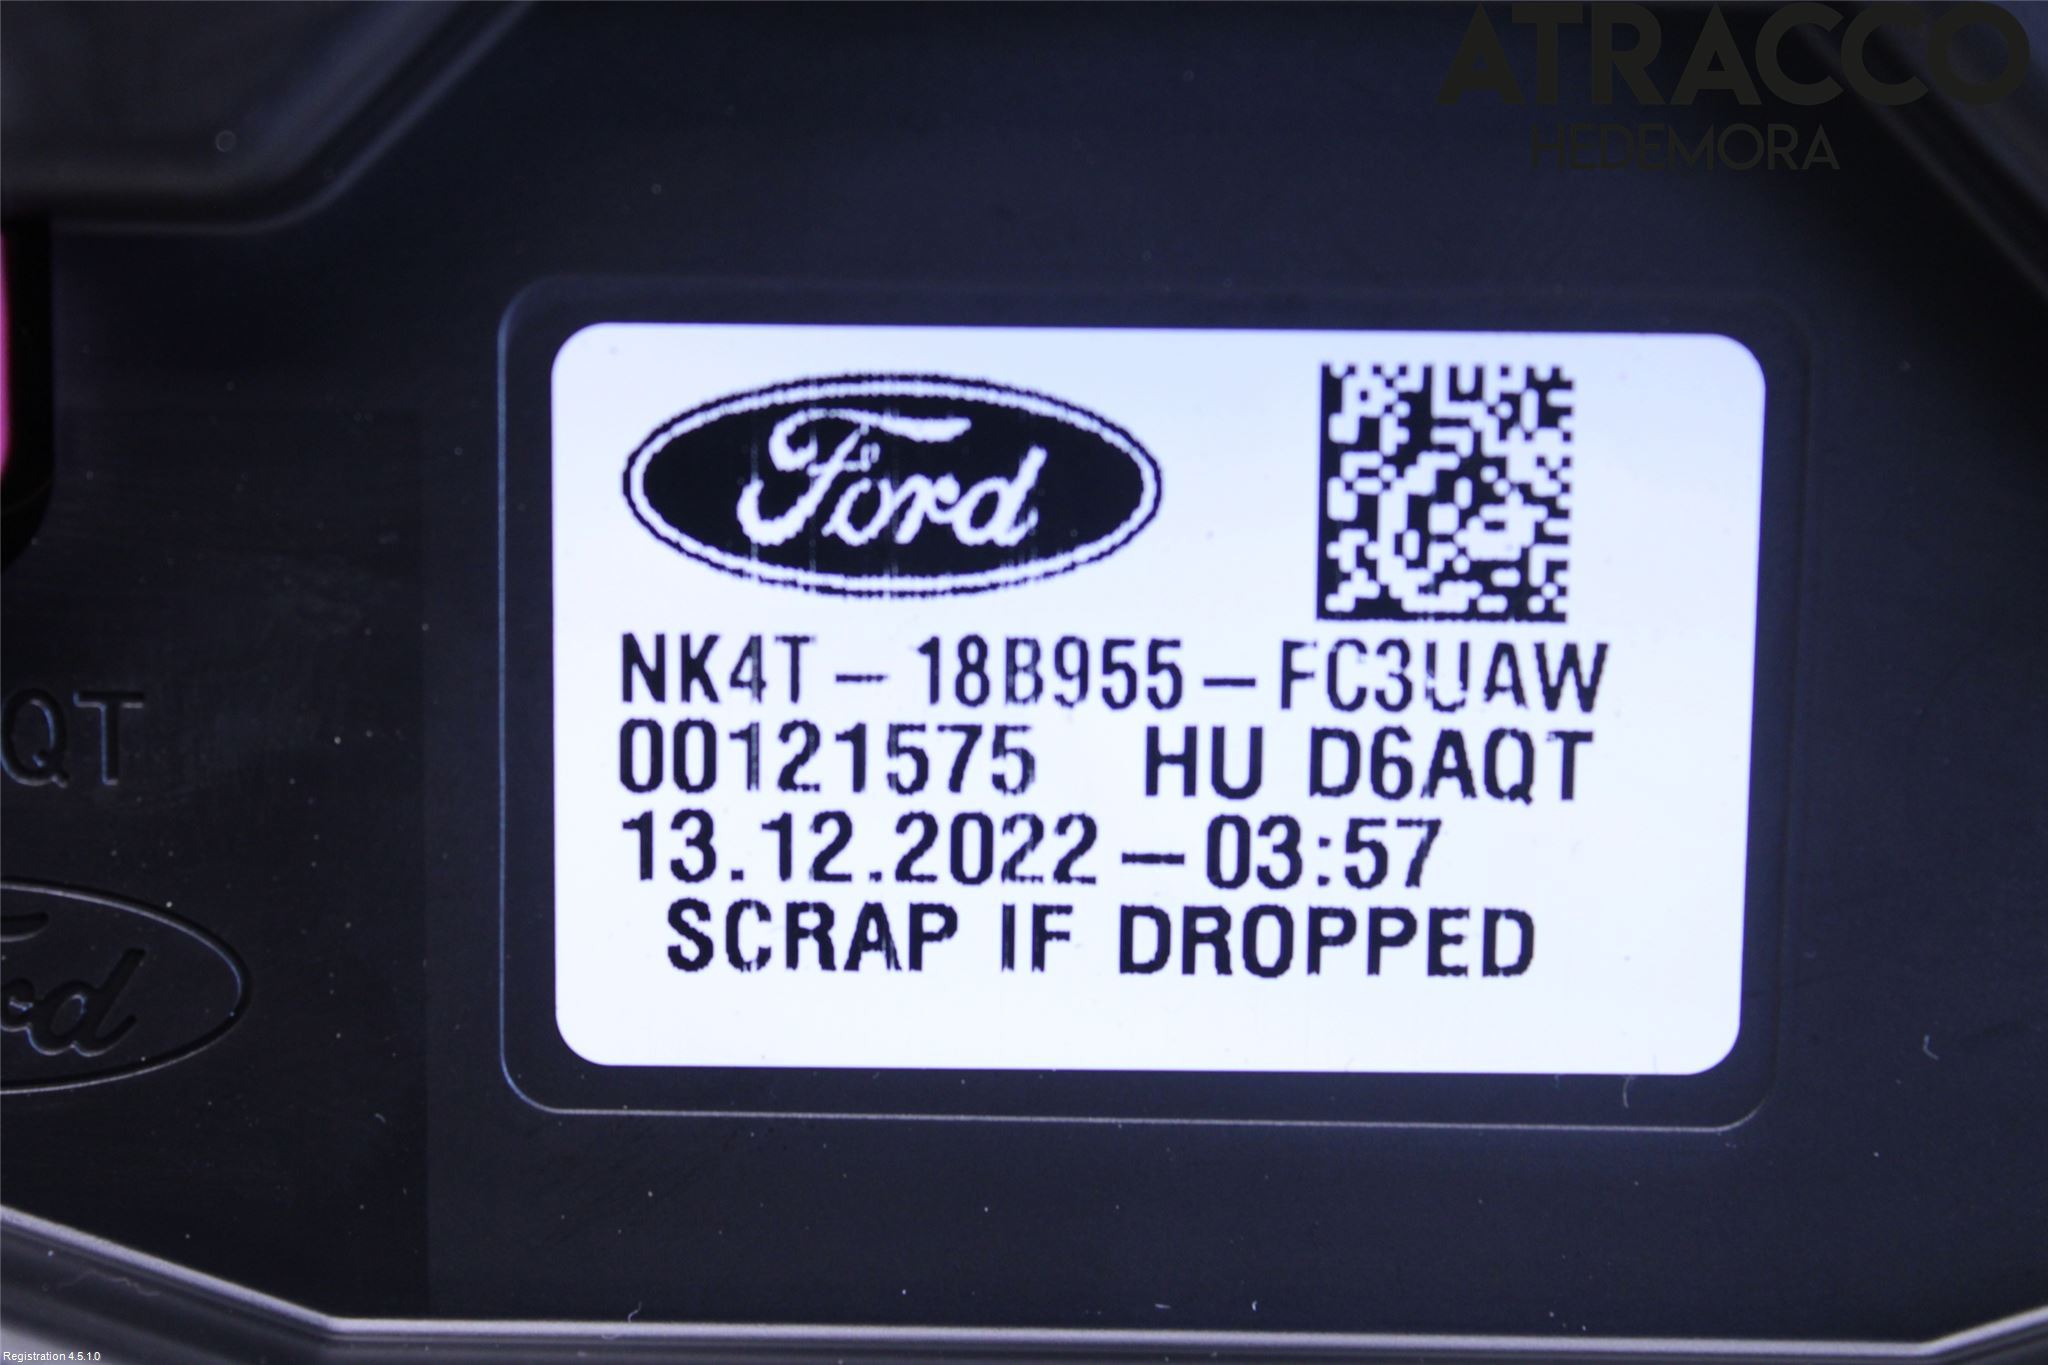 ATRACCO
HEDEMORA
Ford
NK4T-18B955-FC3UAW
00121575 HU D6AQT
13.12.2022-03:57
SCRAP IF DROPPED
QT
rd
Registration 4.5.1.0